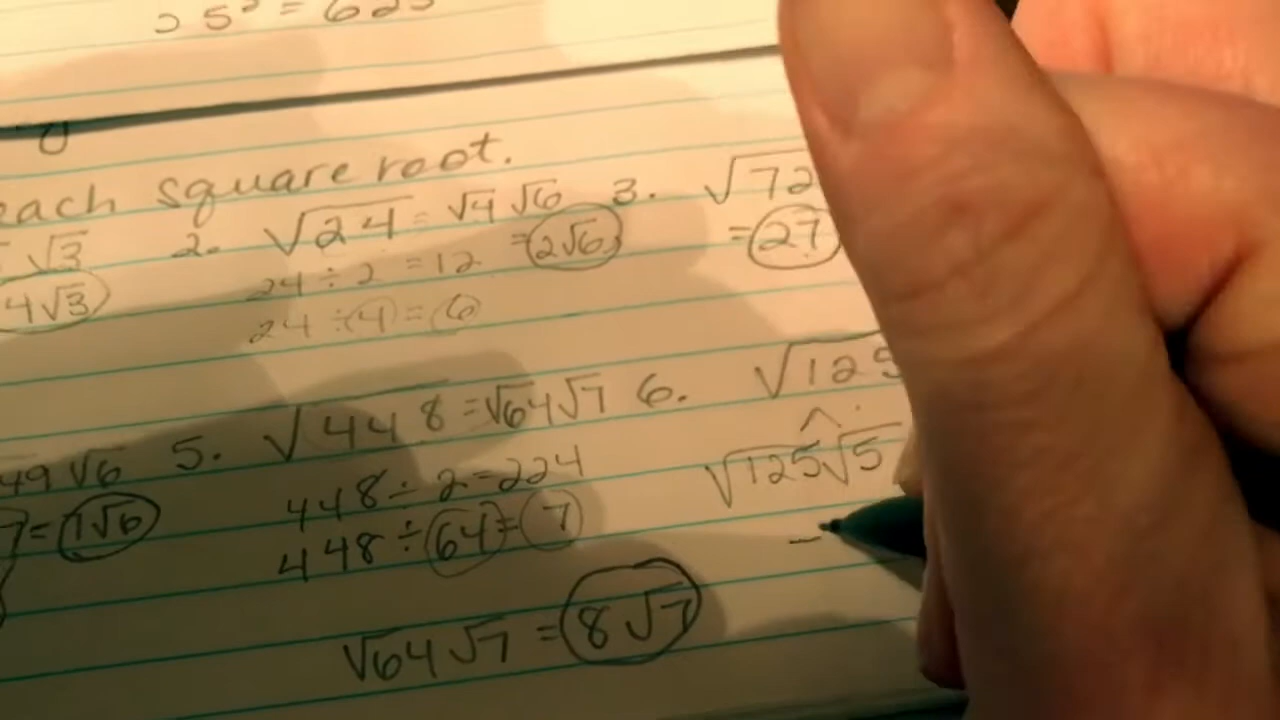 5³ = 625
each square root.
√3 2. √24 = √4 √6 3. √72
4√3 24 ÷ 2 = 12 = 2√6 = 27
24 ÷ 4 = 6
5. √448 = √64 √7 6. √125
49 √6 448 ÷ 2 = 224 √125 √5
7 = 7√6 448 ÷ 64 = 7 –
√64 √7 = 8√7